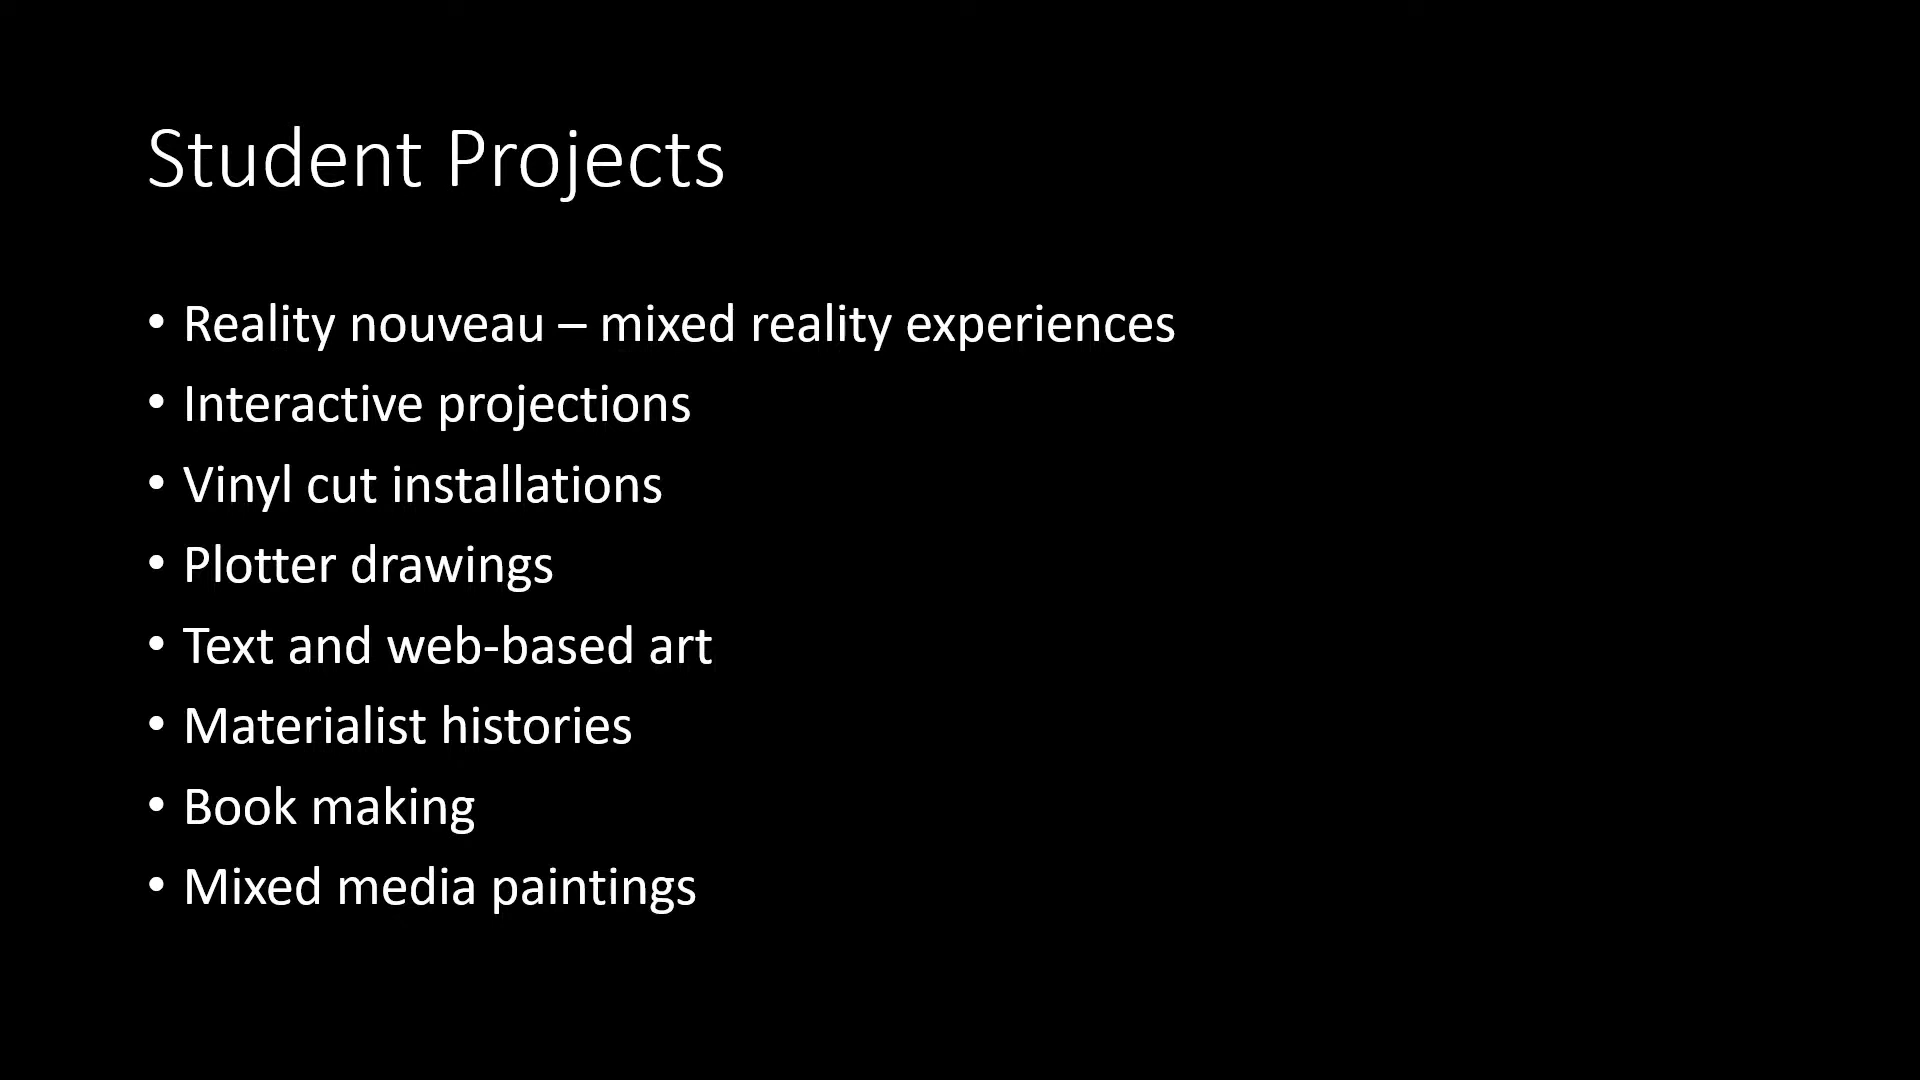 Student Projects
• Reality nouveau – mixed reality experiences
• Interactive projections
• Vinyl cut installations
• Plotter drawings
• Text and web-based art
• Materialist histories
• Book making
• Mixed media paintings